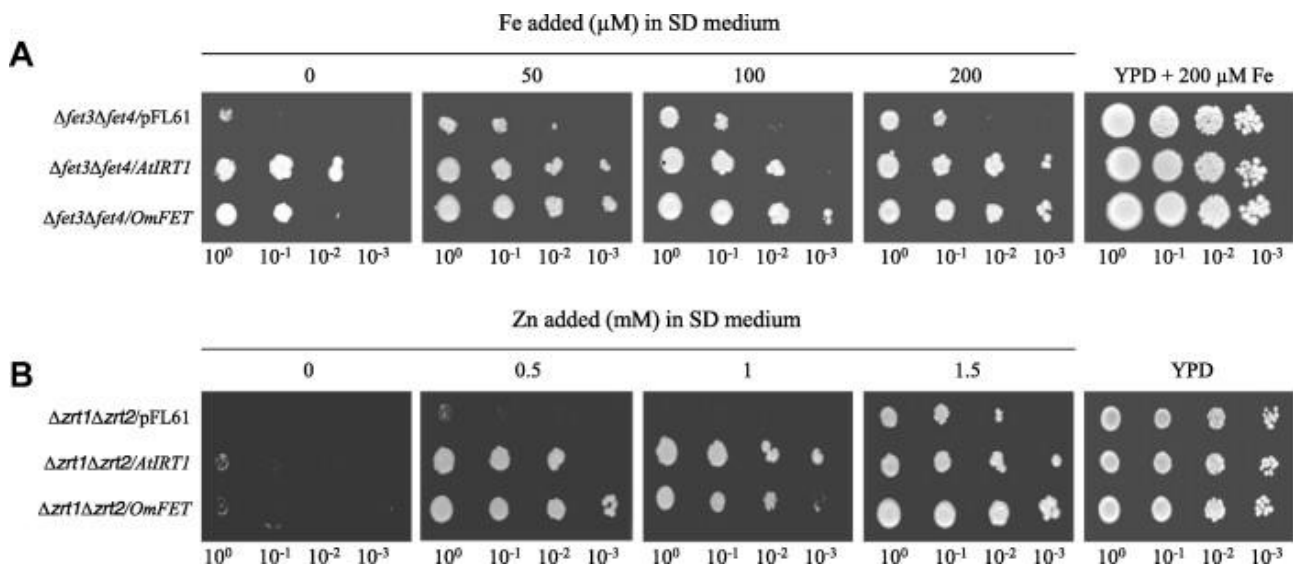 Fe added (µM) in SD medium
A
0 50 100 200 YPD + 200 µM Fe
Δfet3Δfet4/pFL61
Δfet3Δfet4/AtIRT1
Δfet3Δfet4/OmFET
10⁰ 10⁻¹ 10⁻² 10⁻³ 10⁰ 10⁻¹ 10⁻² 10⁻³ 10⁰ 10⁻¹ 10⁻² 10⁻³ 10⁰ 10⁻¹ 10⁻² 10⁻³ 10⁰ 10⁻¹ 10⁻² 10⁻³
Zn added (mM) in SD medium
B
0 0.5 1 1.5 YPD
Δzrt1Δzrt2/pFL61
Δzrt1Δzrt2/AtIRT1
Δzrt1Δzrt2/OmFET
10⁰ 10⁻¹ 10⁻² 10⁻³ 10⁰ 10⁻¹ 10⁻² 10⁻³ 10⁰ 10⁻¹ 10⁻² 10⁻³ 10⁰ 10⁻¹ 10⁻² 10⁻³ 10⁰ 10⁻¹ 10⁻² 10⁻³